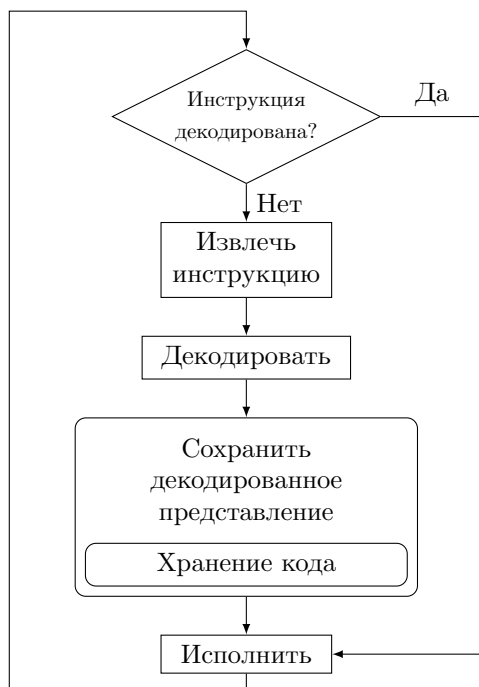 Инструкция
декодирована?
Да
Нет
Извлечь
инструкцию
Декодировать
Сохранить
декодированное
представление
Хранение кода
Исполнить